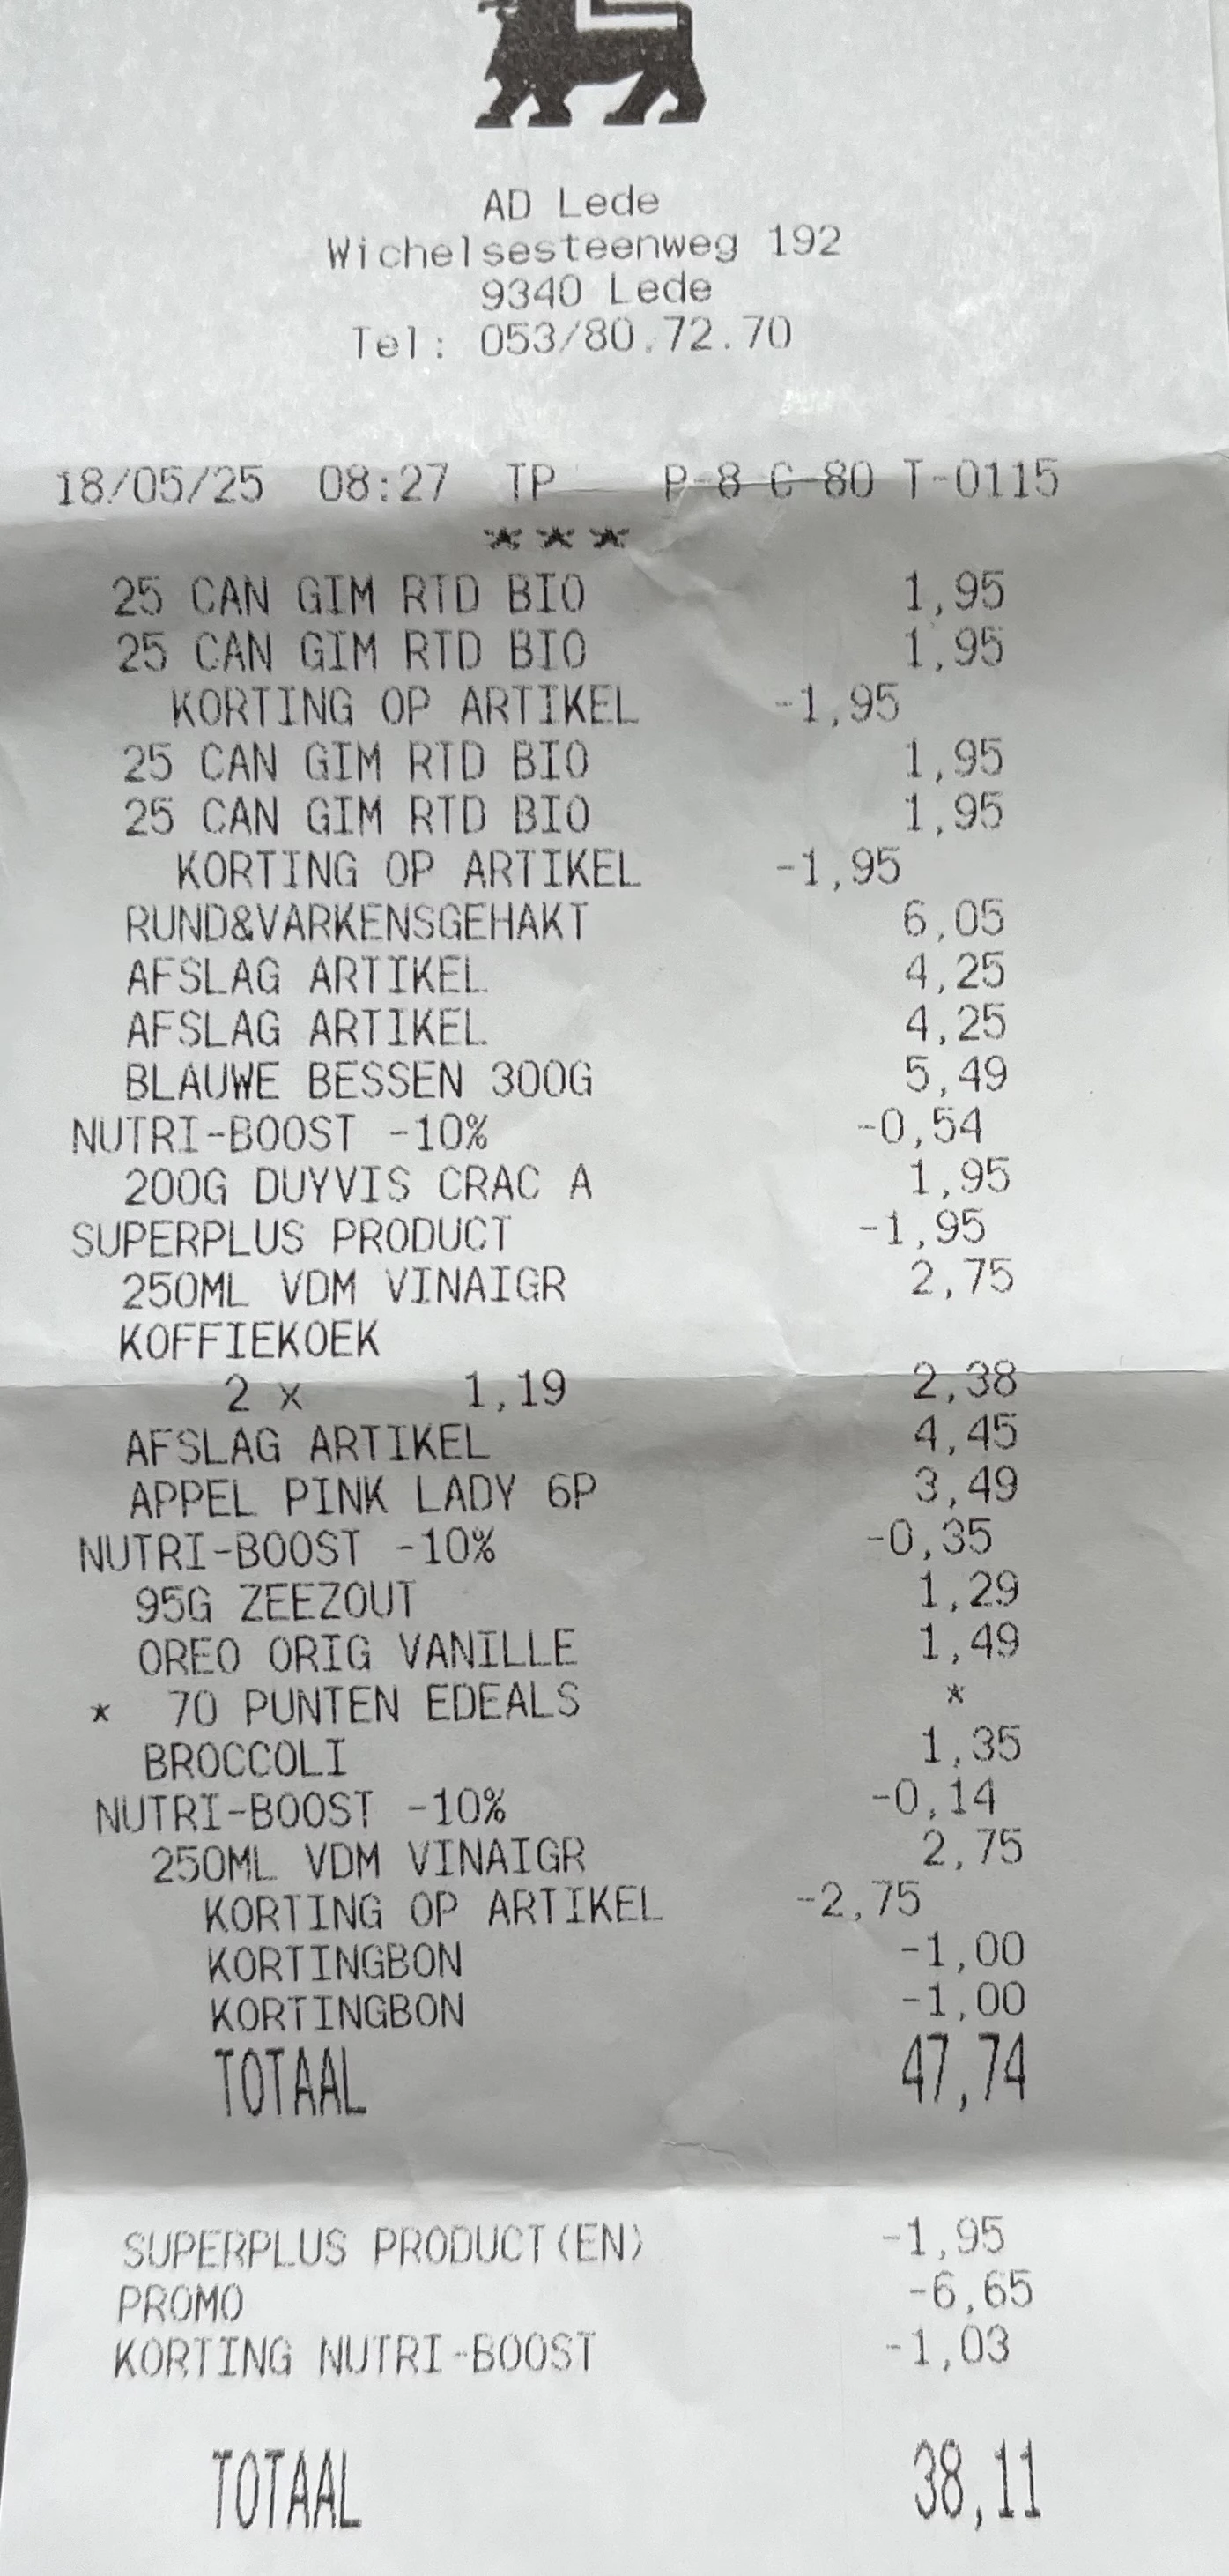 AD Lede
Wichelsesteenweg 192
9340 Lede
Tel: 053/80.72.70
18/05/25 08:27 TP P-8 C-80 T-0115
***
25 CAN GIM RTD BIO 1,95
25 CAN GIM RTD BIO 1,95
KORTING OP ARTIKEL -1,95
25 CAN GIM RTD BIO 1,95
25 CAN GIM RTD BIO 1,95
KORTING OP ARTIKEL -1,95
RUND&VARKENSGEHAKT 6,05
AFSLAG ARTIKEL 4,25
AFSLAG ARTIKEL 4,25
BLAUWE BESSEN 300G 5,49
NUTRI-BOOST -10% -0,54
200G DUYVIS CRAC A 1,95
SUPERPLUS PRODUCT -1,95
250ML VDM VINAIGR 2,75
KOFFIEKOEK
2 x 1,19 2,38
AFSLAG ARTIKEL 4,45
APPEL PINK LADY 6P 3,49
NUTRI-BOOST -10% -0,35
95G ZEEZOUT 1,29
OREO ORIG VANILLE 1,49
* 70 PUNTEN EDEALS *
BROCCOLI 1,35
NUTRI-BOOST -10% -0,14
250ML VDM VINAIGR 2,75
KORTING OP ARTIKEL -2,75
KORTINGBON -1,00
KORTINGBON -1,00
TOTAAL 47,74
SUPERPLUS PRODUCT(EN) -1,95
PROMO -6,65
KORTING NUTRI-BOOST -1,03
TOTAAL 38,11